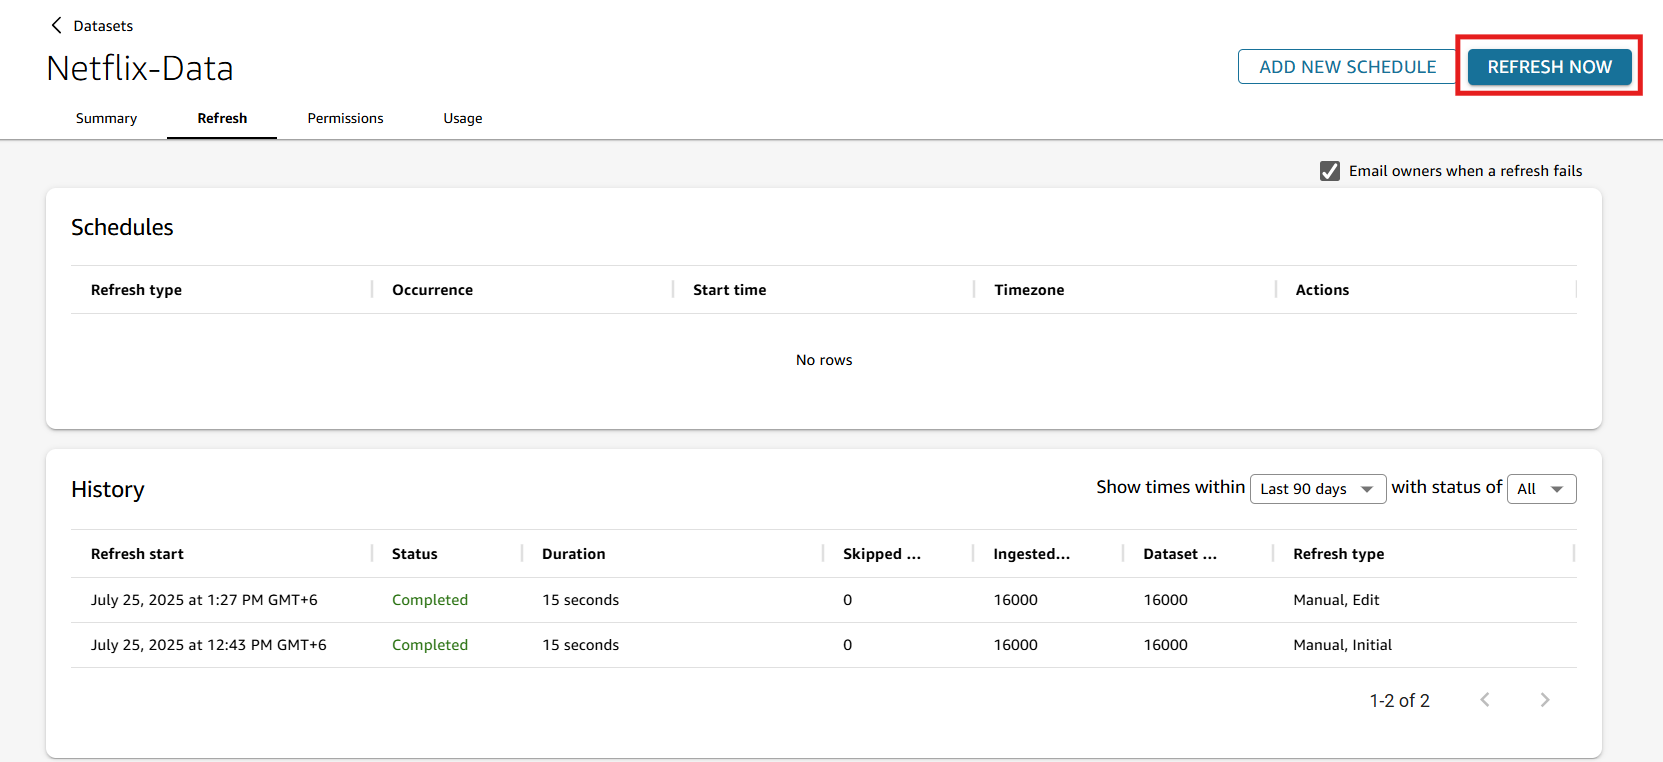 Datasets
Netflix-Data
ADD NEW SCHEDULE
REFRESH NOW
Summary Refresh Permissions Usage
Email owners when a refresh fails
Schedules
Refresh type Occurrence Start time Timezone Actions
No rows
History
Show times within Last 90 days with status of All
Refresh start Status Duration Skipped ... Ingested... Dataset ... Refresh type
July 25, 2025 at 1:27 PM GMT+6 Completed 15 seconds 0 16000 16000 Manual, Edit
July 25, 2025 at 12:43 PM GMT+6 Completed 15 seconds 0 16000 16000 Manual, Initial
1-2 of 2